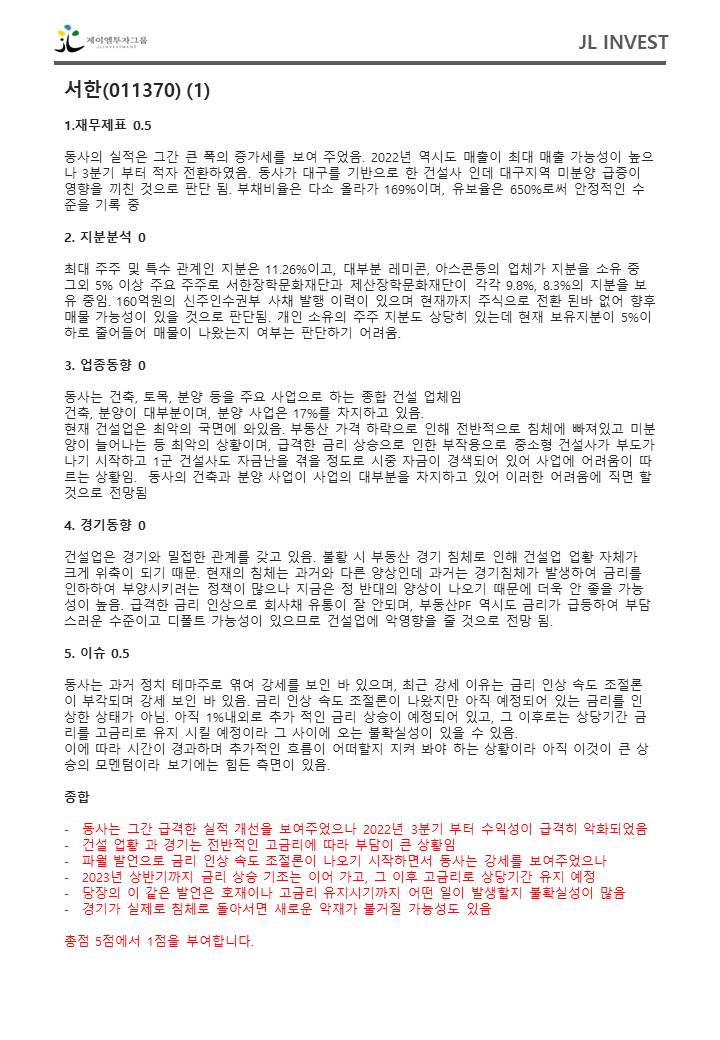 제이엘투자그룹
JLINVESTMENT
JL INVEST
서한(011370) (1)
1.재무제표 0.5
동사의 실적은 그간 큰 폭의 증가세를 보여 주었음. 2022년 역시도 매출이 최대 매출 가능성이 높으
나 3분기 부터 적자 전환하였음. 동사가 대구를 기반으로 한 건설사 인데 대구지역 미분양 급증이
영향을 끼친 것으로 판단 됨. 부채비율은 다소 올라가 169%이며, 유보율은 650%로써 안정적인 수
준을 기록 중
2. 지분분석 0
최대 주주 및 특수 관계인 지분은 11.26%이고, 대부분 레미콘, 아스콘등의 업체가 지분을 소유 중
그외 5% 이상 주요 주주로 서한장학문화재단과 제산장학문화재단이 각각 9.8%, 8.3%의 지분을 보
유 중임. 160억원의 신주인수권부 사채 발행 이력이 있으며 현재까지 주식으로 전환 된바 없어 향후
매물 가능성이 있을 것으로 판단됨. 개인 소유의 주주 지분도 상당히 있는데 현재 보유지분이 5%이
하로 줄어들어 매물이 나왔는지 여부는 판단하기 어려움.
3. 업종동향 0
동사는 건축, 토목, 분양 등을 주요 사업으로 하는 종합 건설 업체임
건축, 분양이 대부분이며, 분양 사업은 17%를 차지하고 있음.
현재 건설업은 최악의 국면에 와있음. 부동산 가격 하락으로 인해 전반적으로 침체에 빠져있고 미분
양이 늘어나는 등 최악의 상황이며, 급격한 금리 상승으로 인한 부작용으로 중소형 건설사가 부도가
나기 시작하고 1군 건설사도 자금난을 겪을 정도로 시중 자금이 경색되어 있어 사업에 어려움이 따
르는 상황임. 동사의 건축과 분양 사업이 사업의 대부분을 차지하고 있어 이러한 어려움에 직면 할
것으로 전망됨
4. 경기동향 0
건설업은 경기와 밀접한 관계를 갖고 있음. 불황 시 부동산 경기 침체로 인해 건설업 업황 자체가
크게 위축이 되기 때문. 현재의 침체는 과거와 다른 양상인데 과거는 경기침체가 발생하여 금리를
인하하여 부양시키려는 정책이 많으나 지금은 정 반대의 양상이 나오기 때문에 더욱 안 좋을 가능
성이 높음. 급격한 금리 인상으로 회사채 유통이 잘 안되며, 부동산PF 역시도 금리가 급등하여 부담
스러운 수준이고 디폴트 가능성이 있으므로 건설업에 악영향을 줄 것으로 전망 됨.
5. 이슈 0.5
동사는 과거 정치 테마주로 엮여 강세를 보인 바 있으며, 최근 강세 이유는 금리 인상 속도 조절론
이 부각되며 강세 보인 바 있음. 금리 인상 속도 조절론이 나왔지만 아직 예정되어 있는 금리를 인
상한 상태가 아님. 아직 1%내외로 추가 적인 금리 상승이 예정되어 있고, 그 이후로는 상당기간 금
리를 고금리로 유지 시킬 예정이라 그 사이에 오는 불확실성이 있을 수 있음.
이에 따라 시간이 경과하며 추가적인 흐름이 어떠할지 지켜 봐야 하는 상황이라 아직 이것이 큰 상
승의 모멘텀이라 보기에는 힘든 측면이 있음.
종합
- 동사는 그간 급격한 실적 개선을 보여주었으나 2022년 3분기 부터 수익성이 급격히 악화되었음
- 건설 업황 과 경기는 전반적인 고금리에 따라 부담이 큰 상황임
- 파월 발언으로 금리 인상 속도 조절론이 나오기 시작하면서 동사는 강세를 보여주었으나
- 2023년 상반기까지 금리 상승 기조는 이어 가고, 그 이후 고금리로 상당기간 유지 예정
- 당장의 이 같은 발언은 호재이나 고금리 유지시기까지 어떤 일이 발생할지 불확실성이 많음
- 경기가 실제로 침체로 돌아서면 새로운 악재가 불거질 가능성도 있음
총점 5점에서 1점을 부여합니다.